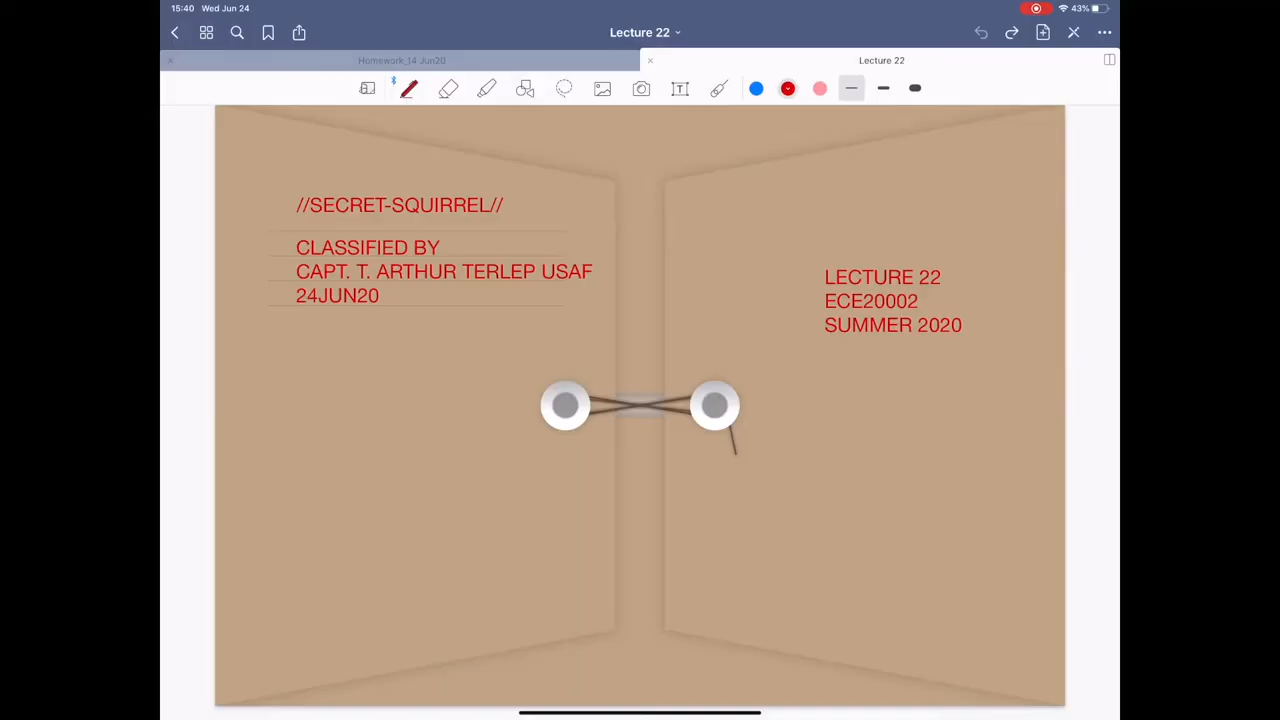 15:40 Wed Jun 24
43%
Lecture 22
Homework_14 Jun20
Lecture 22
T
//SECRET-SQUIRREL//
CLASSIFIED BY
CAPT. T. ARTHUR TERLEP USAF
24JUN20
LECTURE 22
ECE20002
SUMMER 2020